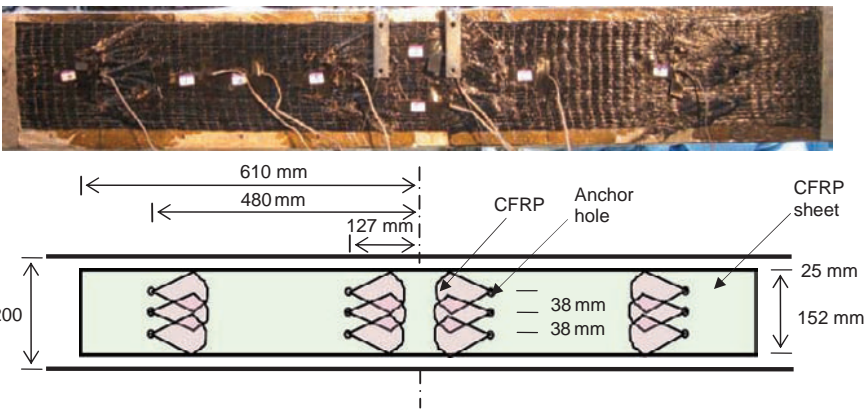 610 mm
480 mm
127 mm
CFRP
Anchor
hole
CFRP
sheet
25 mm
200
38 mm
152 mm
38 mm